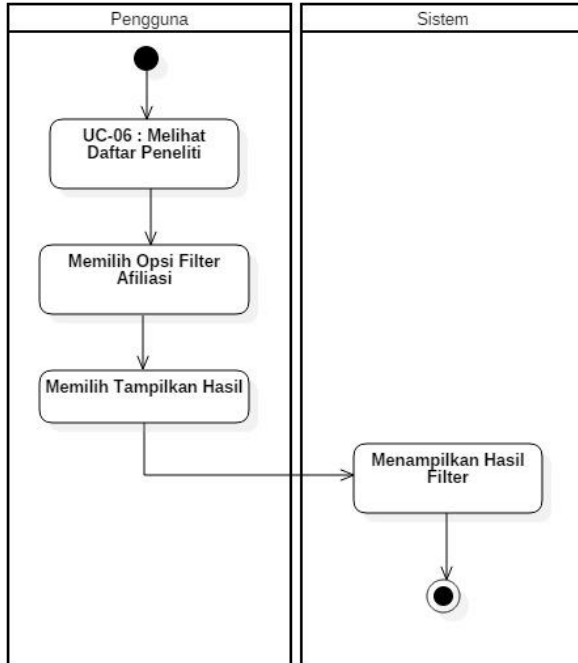 Pengguna
Sistem
UC-06 : Melihat
Daftar Peneliti
Memilih Opsi Filter
Afiliasi
Memilih Tampilkan Hasil
Menampilkan Hasil
Filter